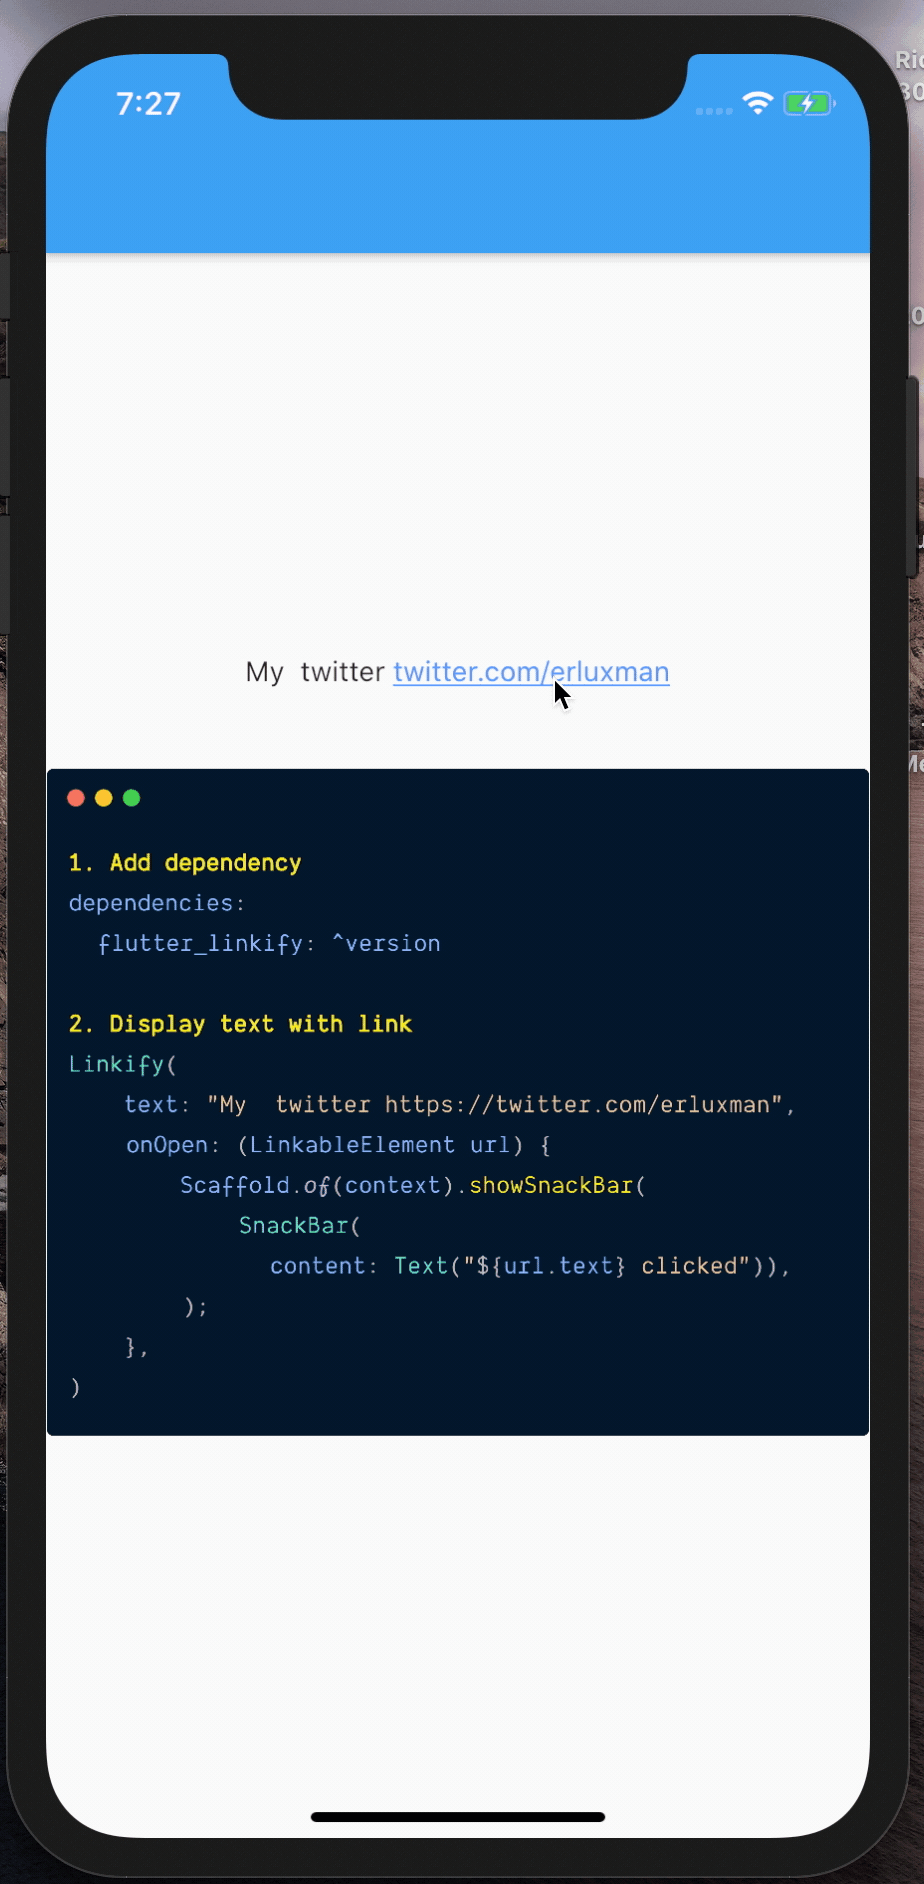 7:27
My  twitter twitter.com/erluxman
1. Add dependency
dependencies:
  flutter_linkify: ^version
2. Display text with link
Linkify(
    text: "My  twitter https://twitter.com/erluxman",
    onOpen: (LinkableElement url) {
        Scaffold.of(context).showSnackBar(
            SnackBar(
              content: Text("${url.text} clicked")),
        );
    },
)